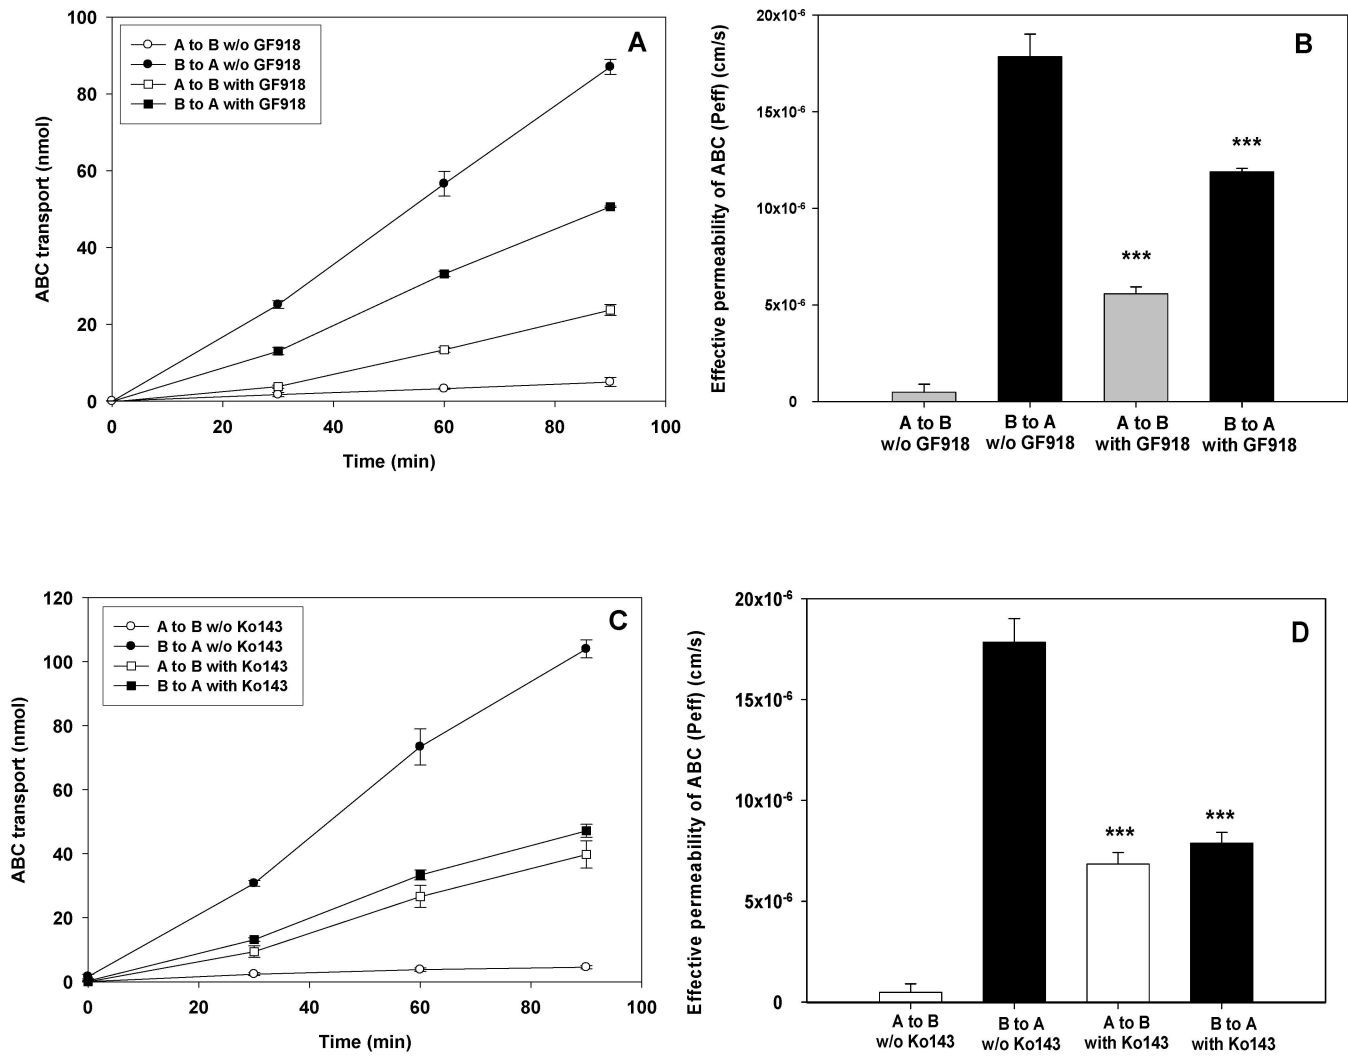 A
A to B w/o GF918
B to A w/o GF918
A to B with GF918
B to A with GF918
ABC transport (nmol)
100
80
60
40
20
0
0 20 40 60 80 100
Time (min)
B
Effective permeability of ABC (Peff) (cm/s)
20x10-6
15x10-6
10x10-6
5x10-6
0
***
***
A to B
w/o GF918
B to A
w/o GF918
A to B
with GF918
B to A
with GF918
C
A to B w/o Ko143
B to A w/o Ko143
A to B with Ko143
B to A with Ko143
ABC transport (nmol)
120
100
80
60
40
20
0
0 20 40 60 80 100
Time (min)
D
Effective permeability of ABC (Peff) (cm/s)
20x10-6
15x10-6
10x10-6
5x10-6
0
***
***
A to B
w/o Ko143
B to A
w/o Ko143
A to B
with Ko143
B to A
with Ko143